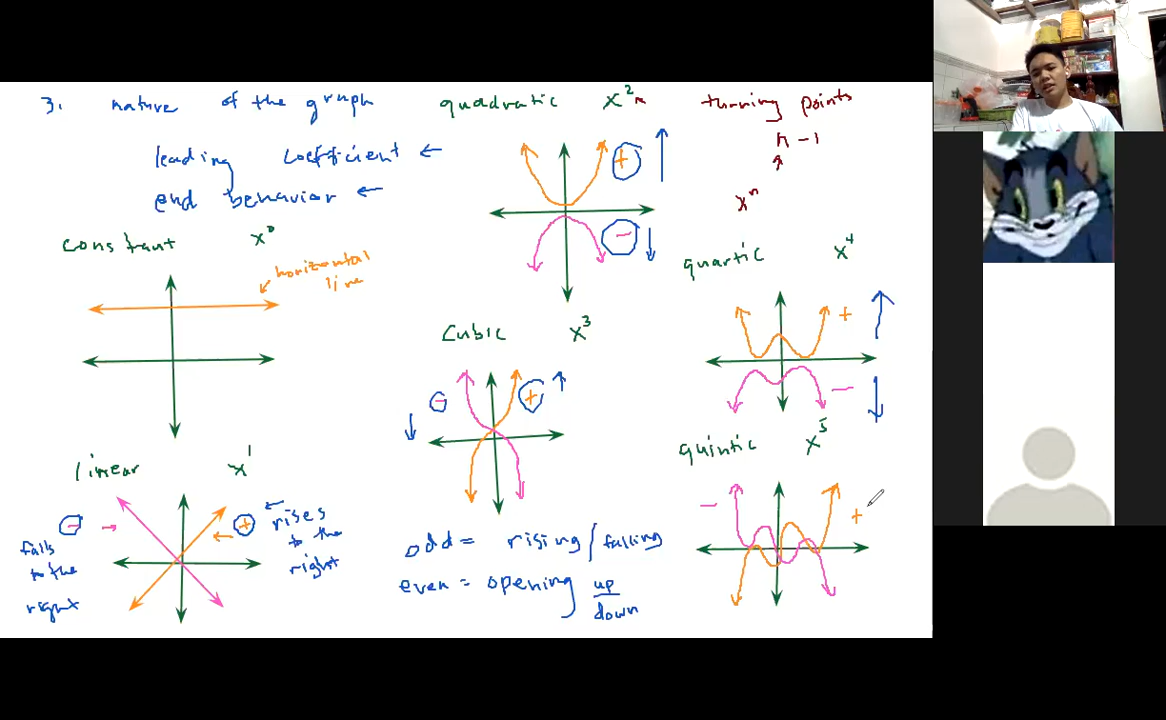 3. nature of the graph
leading coefficient ←
end behavior ←
constant x⁰
horizontal
line
linear x¹
− →
falls
to the
right
+ ←
←
rises
to the
right
quadratic x²
+ ↑
− ↓
cubic x³
↓ −
+ ↑
odd = rising/falling
even = opening up
down
turning points
n-1
xⁿ
quartic x⁴
+ ↑
− ↓
quintic x⁵
−
+